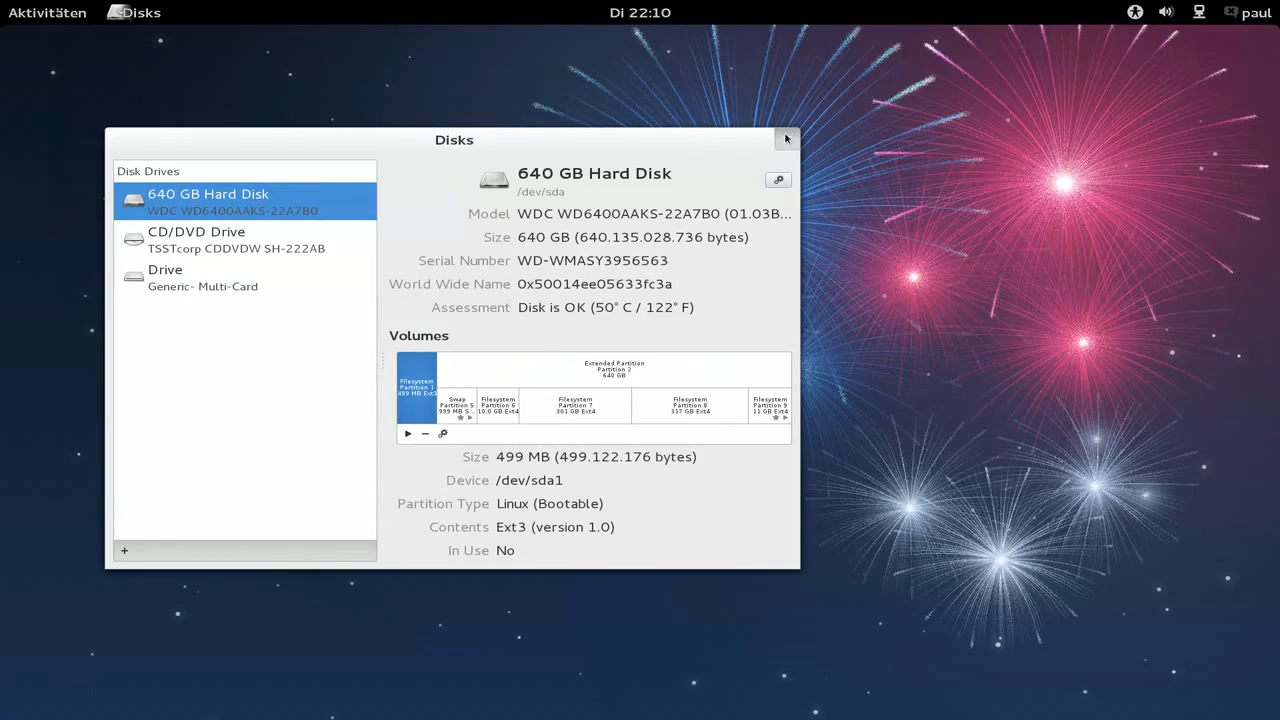 Aktivitäten Disks Di 22:10 paul
Disks
Disk Drives
640 GB Hard Disk
WDC WD6400AAKS-22A7B0
CD/DVD Drive
TSSTcorp CDDVDW SH-222AB
Drive
Generic- Multi-Card
+
640 GB Hard Disk
/dev/sda
Model WDC WD6400AAKS-22A7B0 (01.03B...
Size 640 GB (640.135.028.736 bytes)
Serial Number WD-WMASY3956563
World Wide Name 0x50014ee05633fc3a
Assessment Disk is OK (50° C / 122° F)
Volumes
Filesystem
Partition 1
499 MB Ext3
Extended Partition
Partition 2
640 GB
Swap
Partition 5
999 MB S...
Filesystem
Partition 6
10,0 GB Ext4
Filesystem
Partition 7
301 GB Ext4
Filesystem
Partition 8
317 GB Ext4
Filesystem
Partition 9
11 GB Ext4
Size 499 MB (499.122.176 bytes)
Device /dev/sda1
Partition Type Linux (Bootable)
Contents Ext3 (version 1.0)
In Use No